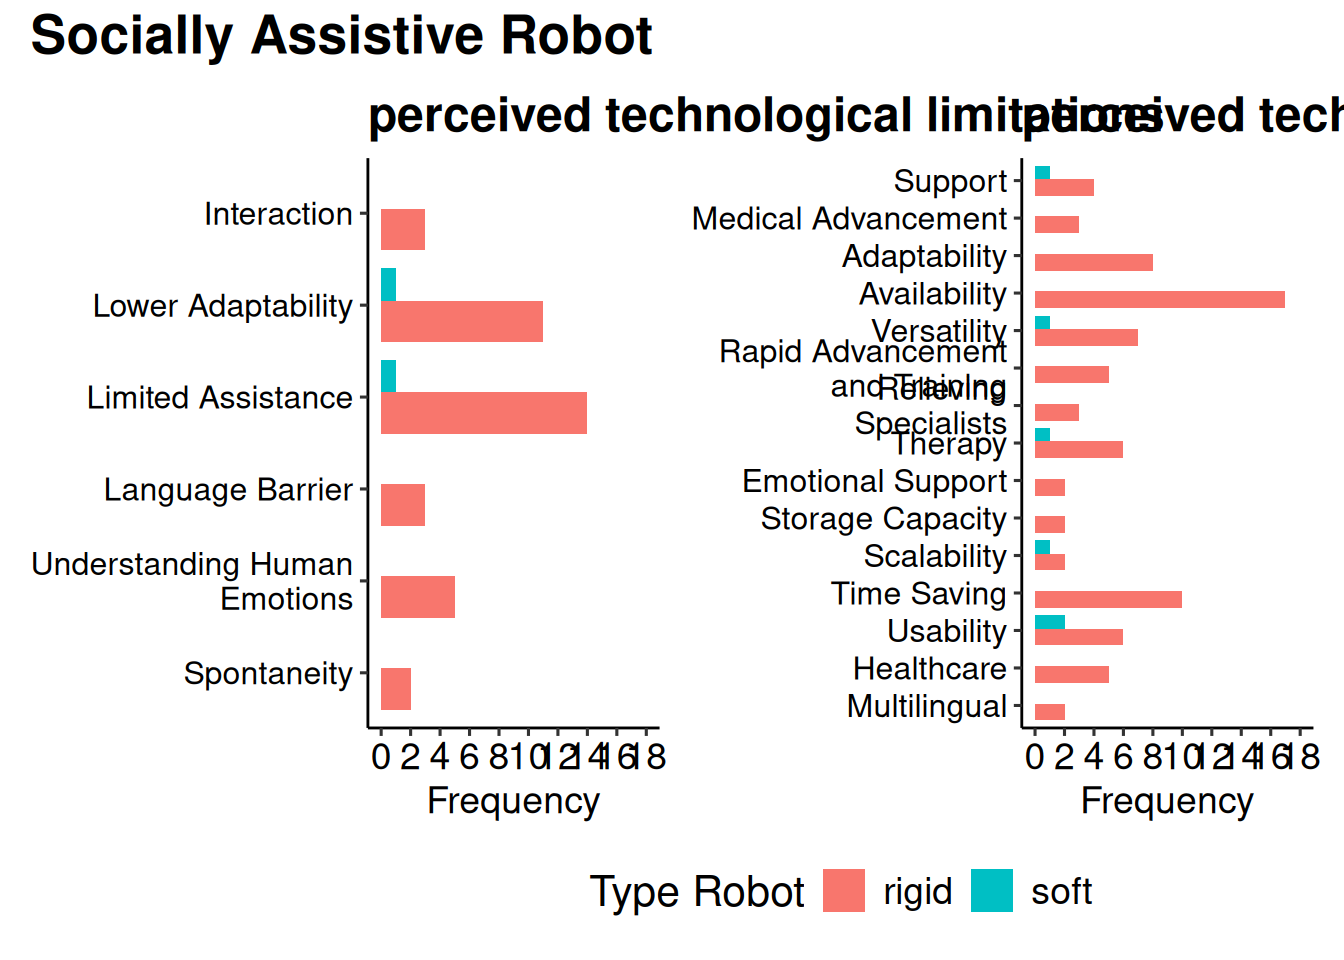 Socially Assistive Robot
perceived technological limitations
perceived tech
Interaction
Lower Adaptability
Limited Assistance
Language Barrier
Understanding Human
Emotions
Spontaneity
0 2 4 6 8 10 12 14 16 18
Frequency
Support
Medical Advancement
Adaptability
Availability
Versatility
Rapid Advancement
and Training
Relieving
Specialists
Therapy
Emotional Support
Storage Capacity
Scalability
Time Saving
Usability
Healthcare
Multilingual
0 2 4 6 8 10 12 14 16 18
Frequency
Type Robot rigid soft